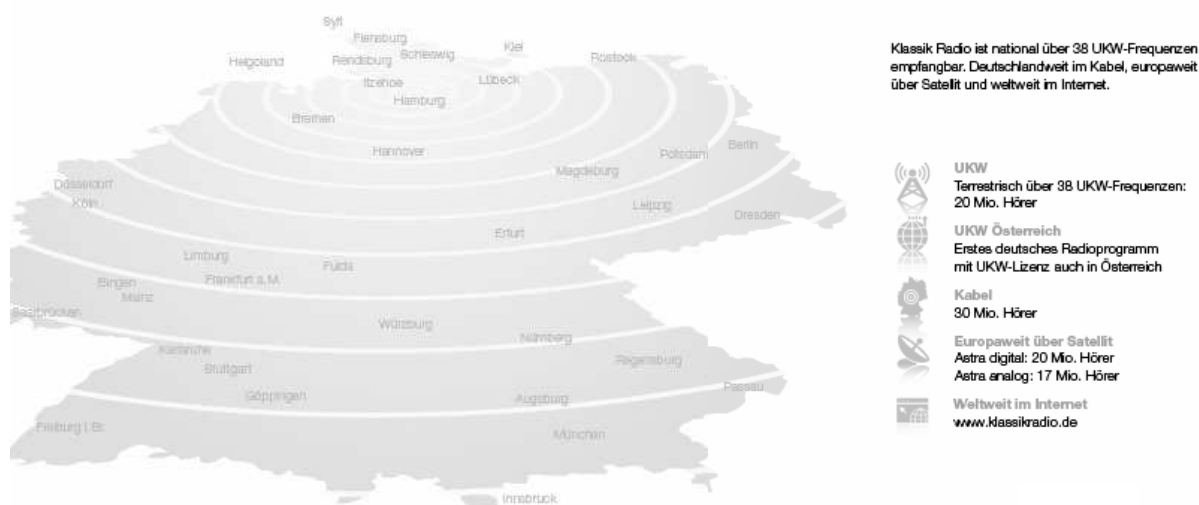 Sylt
Flensburg
Schleswig
Kiel
Helgoland
Rendsburg
Rostock
Itzehoe
Lübeck
Hamburg
Bremen
Hannover
Berlin
Potsdam
Magdeburg
Düsseldorf
Köln
Leipzig
Dresden
Erfurt
Limburg
Fulda
Frankfurt a.M.
Bingen
Mainz
Saarbrücken
Würzburg
Nürnberg
Karlsruhe
Regensburg
Stuttgart
Passau
Göppingen
Augsburg
Freiburg i. Br.
München
Innsbruck
Klassik Radio ist national über 38 UKW-Frequenzen
empfangbar. Deutschlandweit im Kabel, europaweit
über Satellit und weltweit im Internet.
UKW
Terrestrisch über 38 UKW-Frequenzen:
20 Mio. Hörer
UKW Österreich
Erstes deutsches Radioprogramm
mit UKW-Lizenz auch in Österreich
Kabel
30 Mio. Hörer
Europaweit über Satellit
Astra digital: 20 Mio. Hörer
Astra analog: 17 Mio. Hörer
Weltweit im Internet
www.klassikradio.de